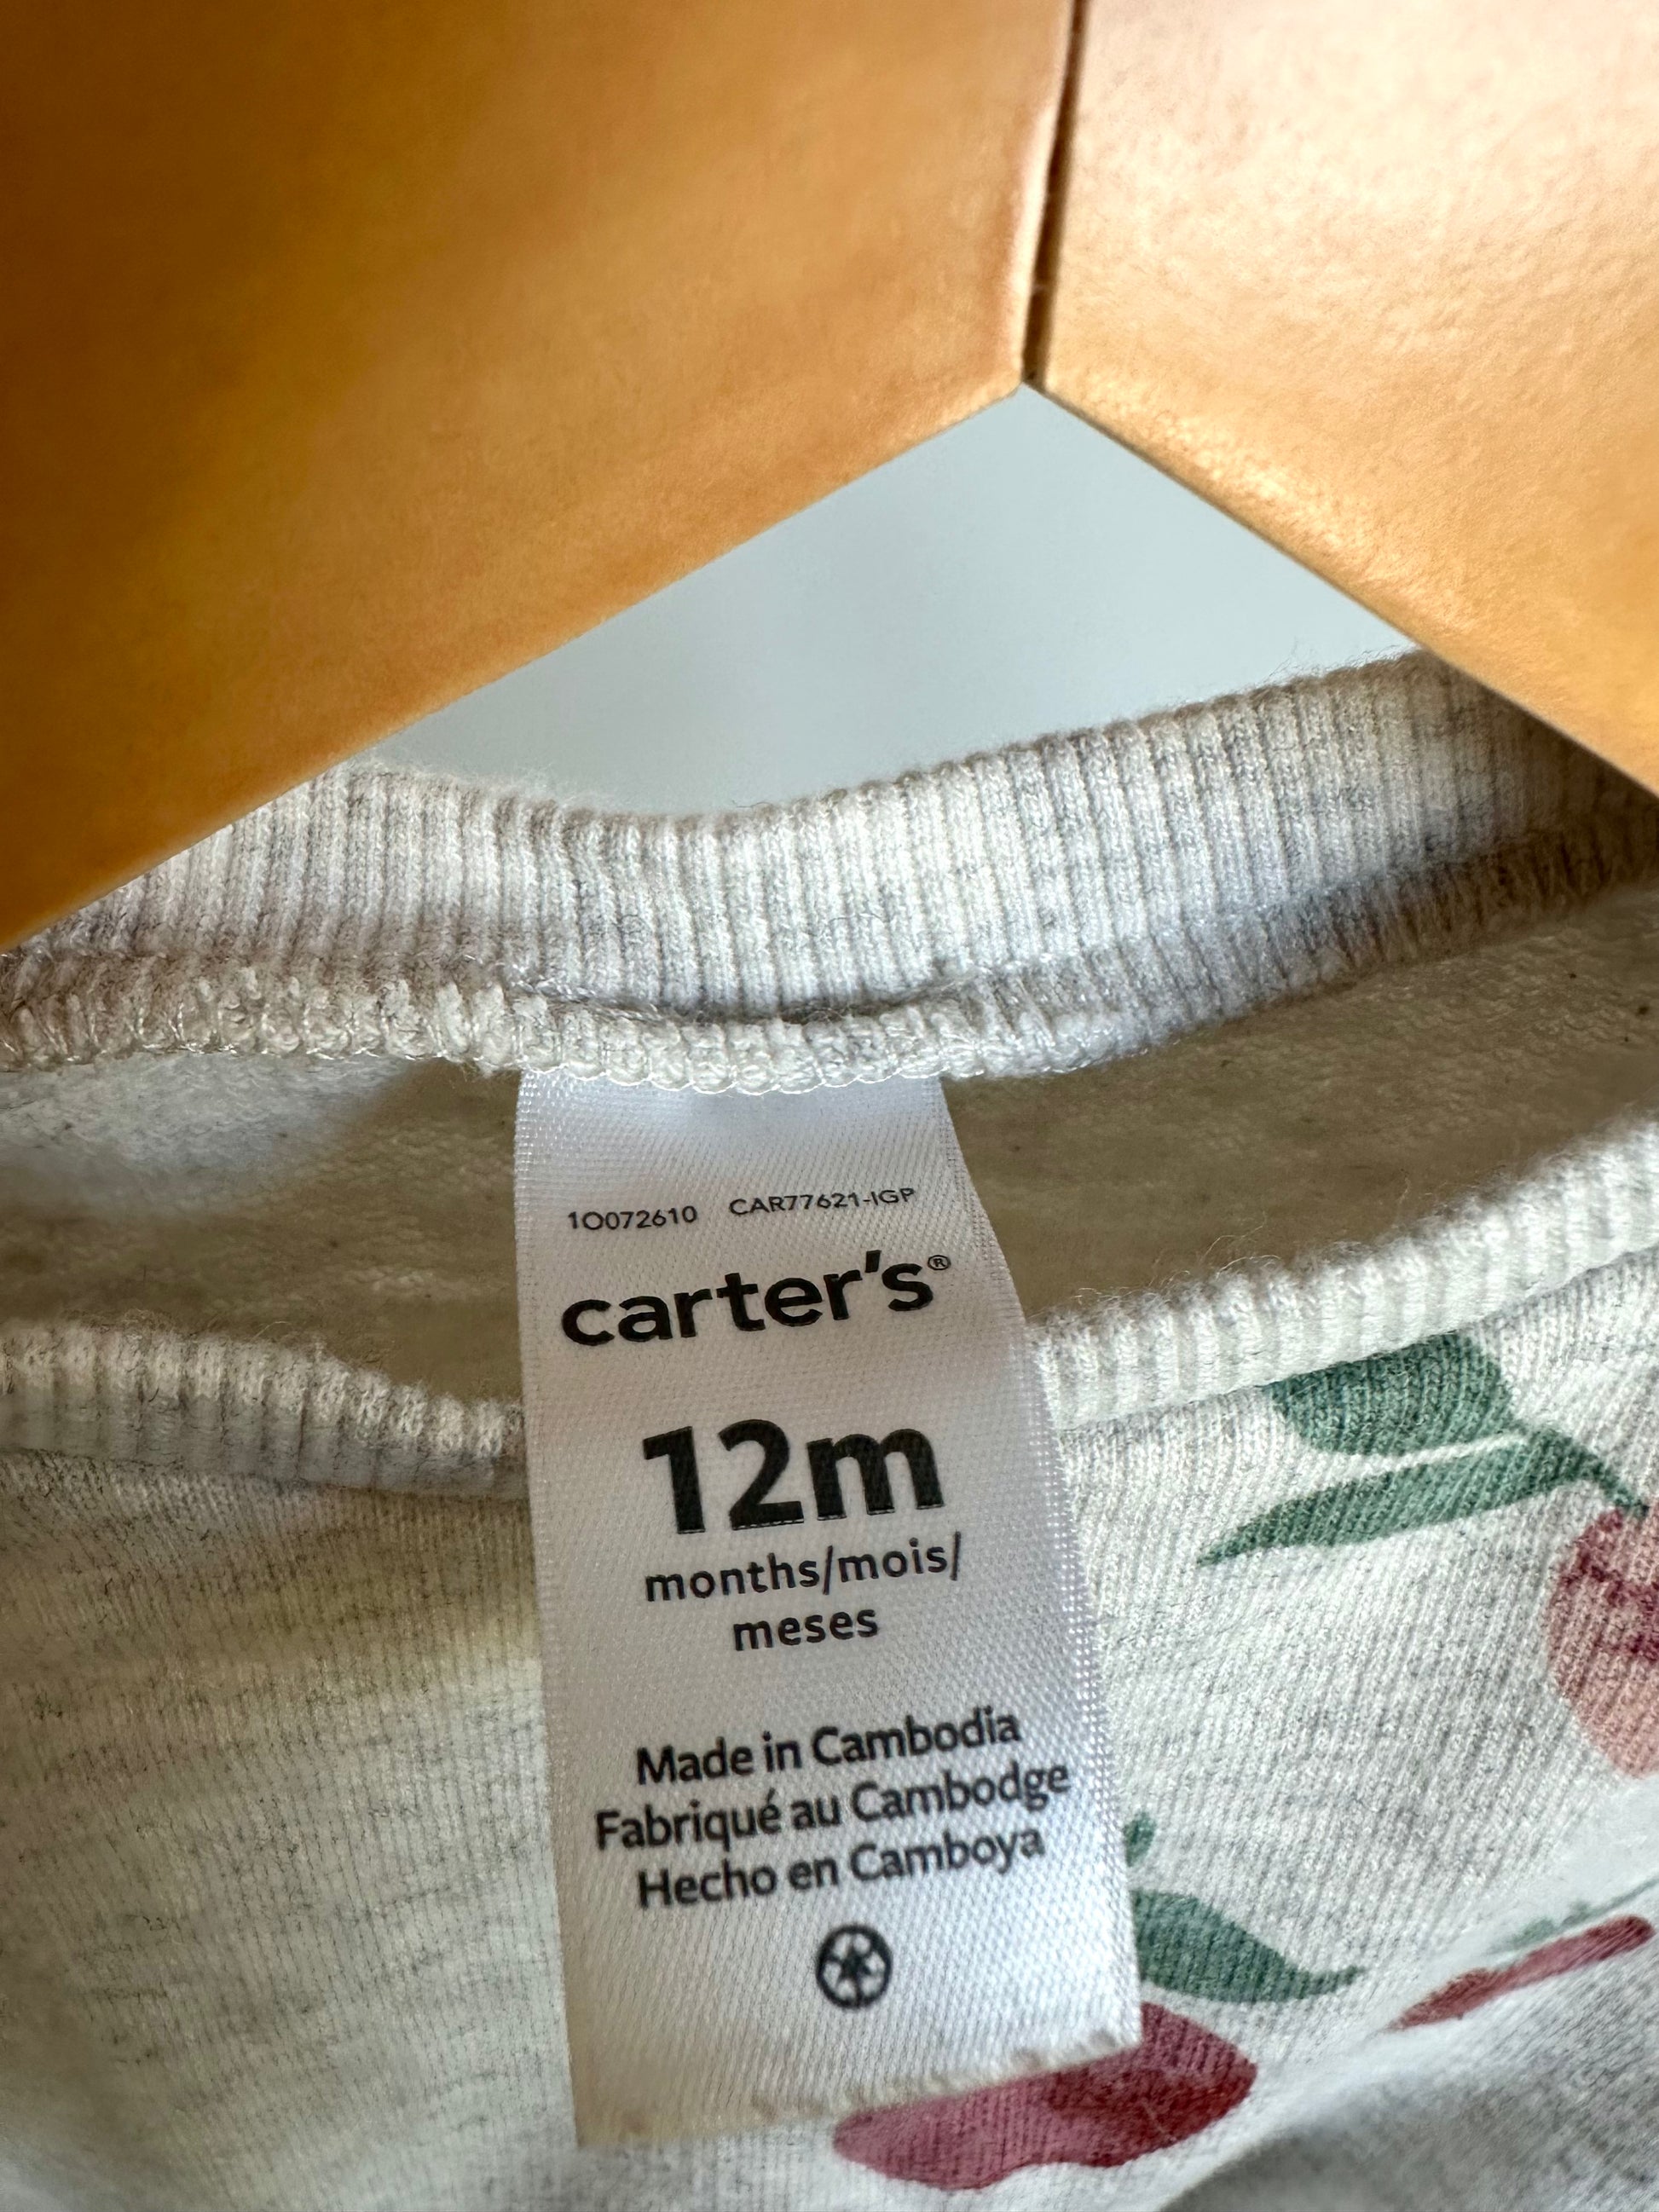 1O072610 CAR77621-IGP
carter's®
12m
months/mois/
meses
Made in Cambodia
Fabriqué au Cambodge
Hecho en Camboya